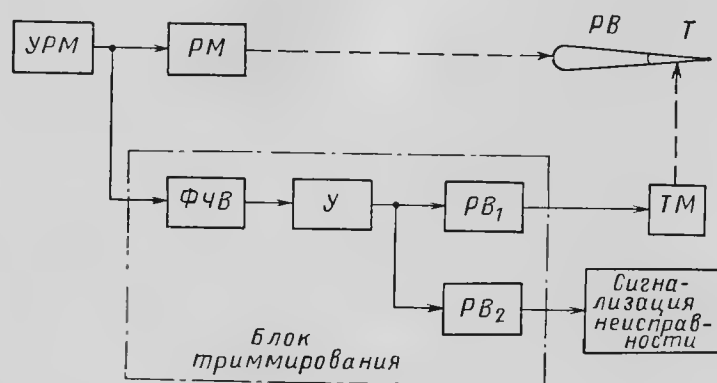 РВ Т
УРМ РМ
ФЧВ У РВ₁ ТМ
РВ₂
Сигна-
лизация
неисправ-
ности
Блок
триммирования